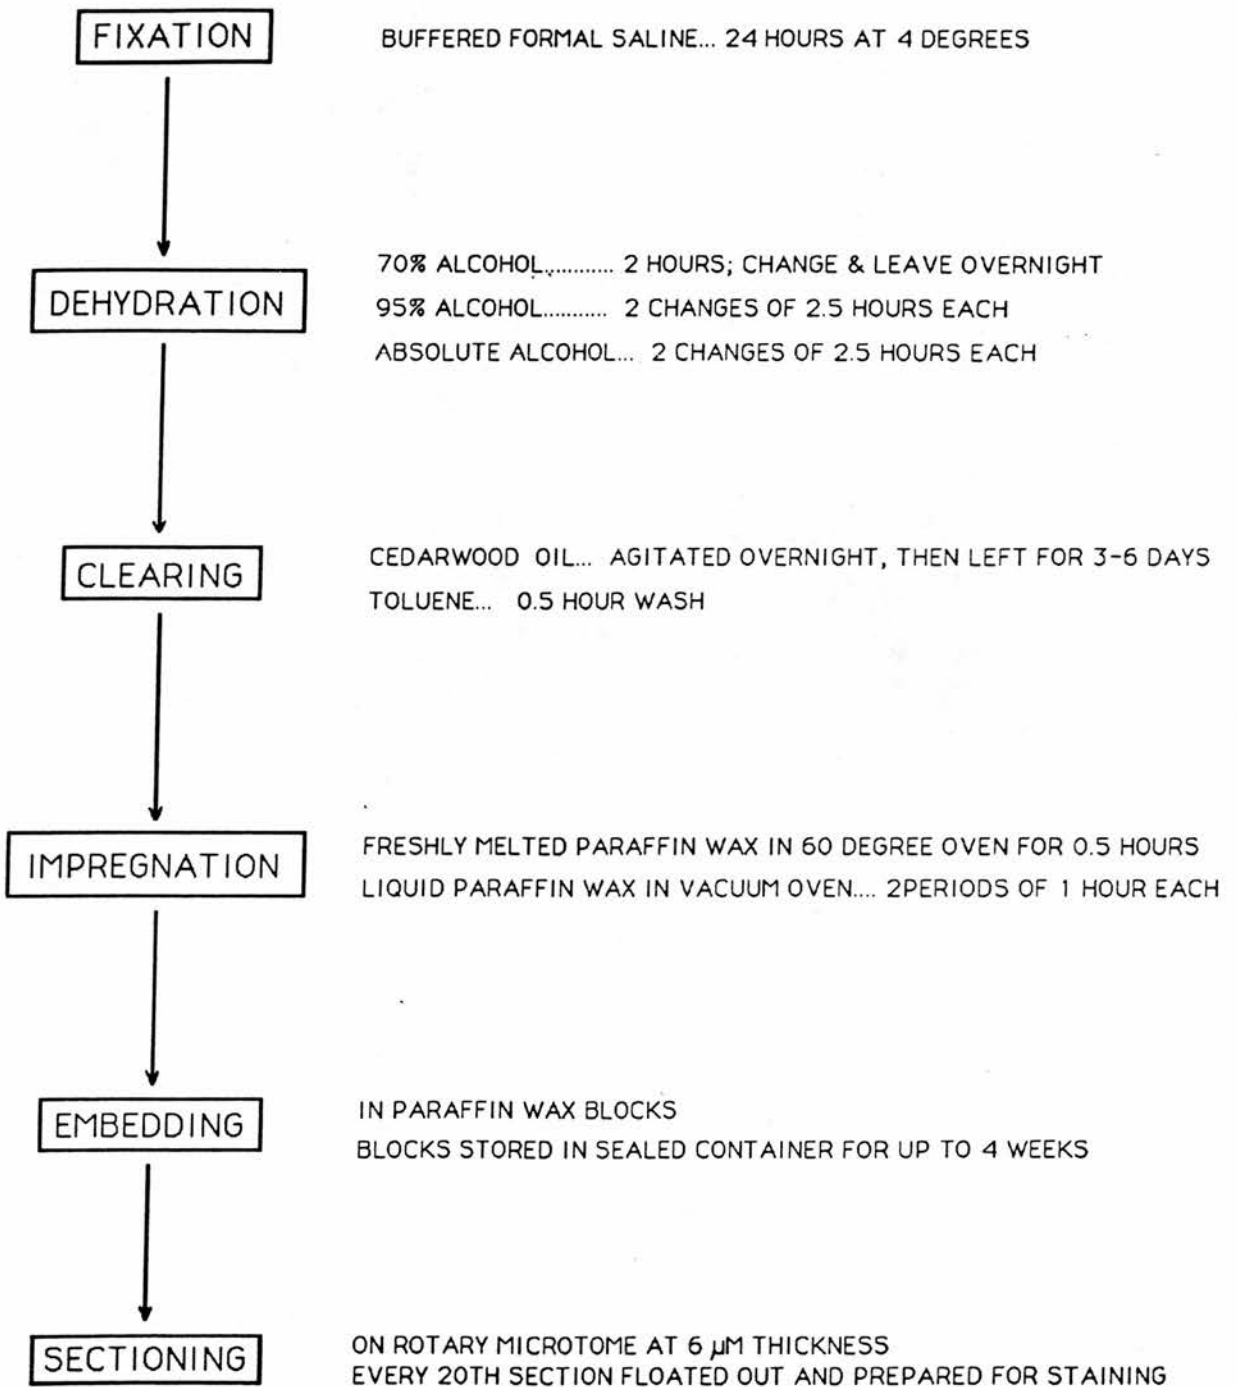 FIXATION
BUFFERED FORMAL SALINE... 24 HOURS AT 4 DEGREES
DEHYDRATION
70% ALCOHOL........... 2 HOURS; CHANGE & LEAVE OVERNIGHT
95% ALCOHOL........... 2 CHANGES OF 2.5 HOURS EACH
ABSOLUTE ALCOHOL... 2 CHANGES OF 2.5 HOURS EACH
CLEARING
CEDARWOOD OIL... AGITATED OVERNIGHT, THEN LEFT FOR 3-6 DAYS
TOLUENE... 0.5 HOUR WASH
IMPREGNATION
FRESHLY MELTED PARAFFIN WAX IN 60 DEGREE OVEN FOR 0.5 HOURS
LIQUID PARAFFIN WAX IN VACUUM OVEN.... 2PERIODS OF 1 HOUR EACH
EMBEDDING
IN PARAFFIN WAX BLOCKS
BLOCKS STORED IN SEALED CONTAINER FOR UP TO 4 WEEKS
SECTIONING
ON ROTARY MICROTOME AT 6 µM THICKNESS
EVERY 20TH SECTION FLOATED OUT AND PREPARED FOR STAINING